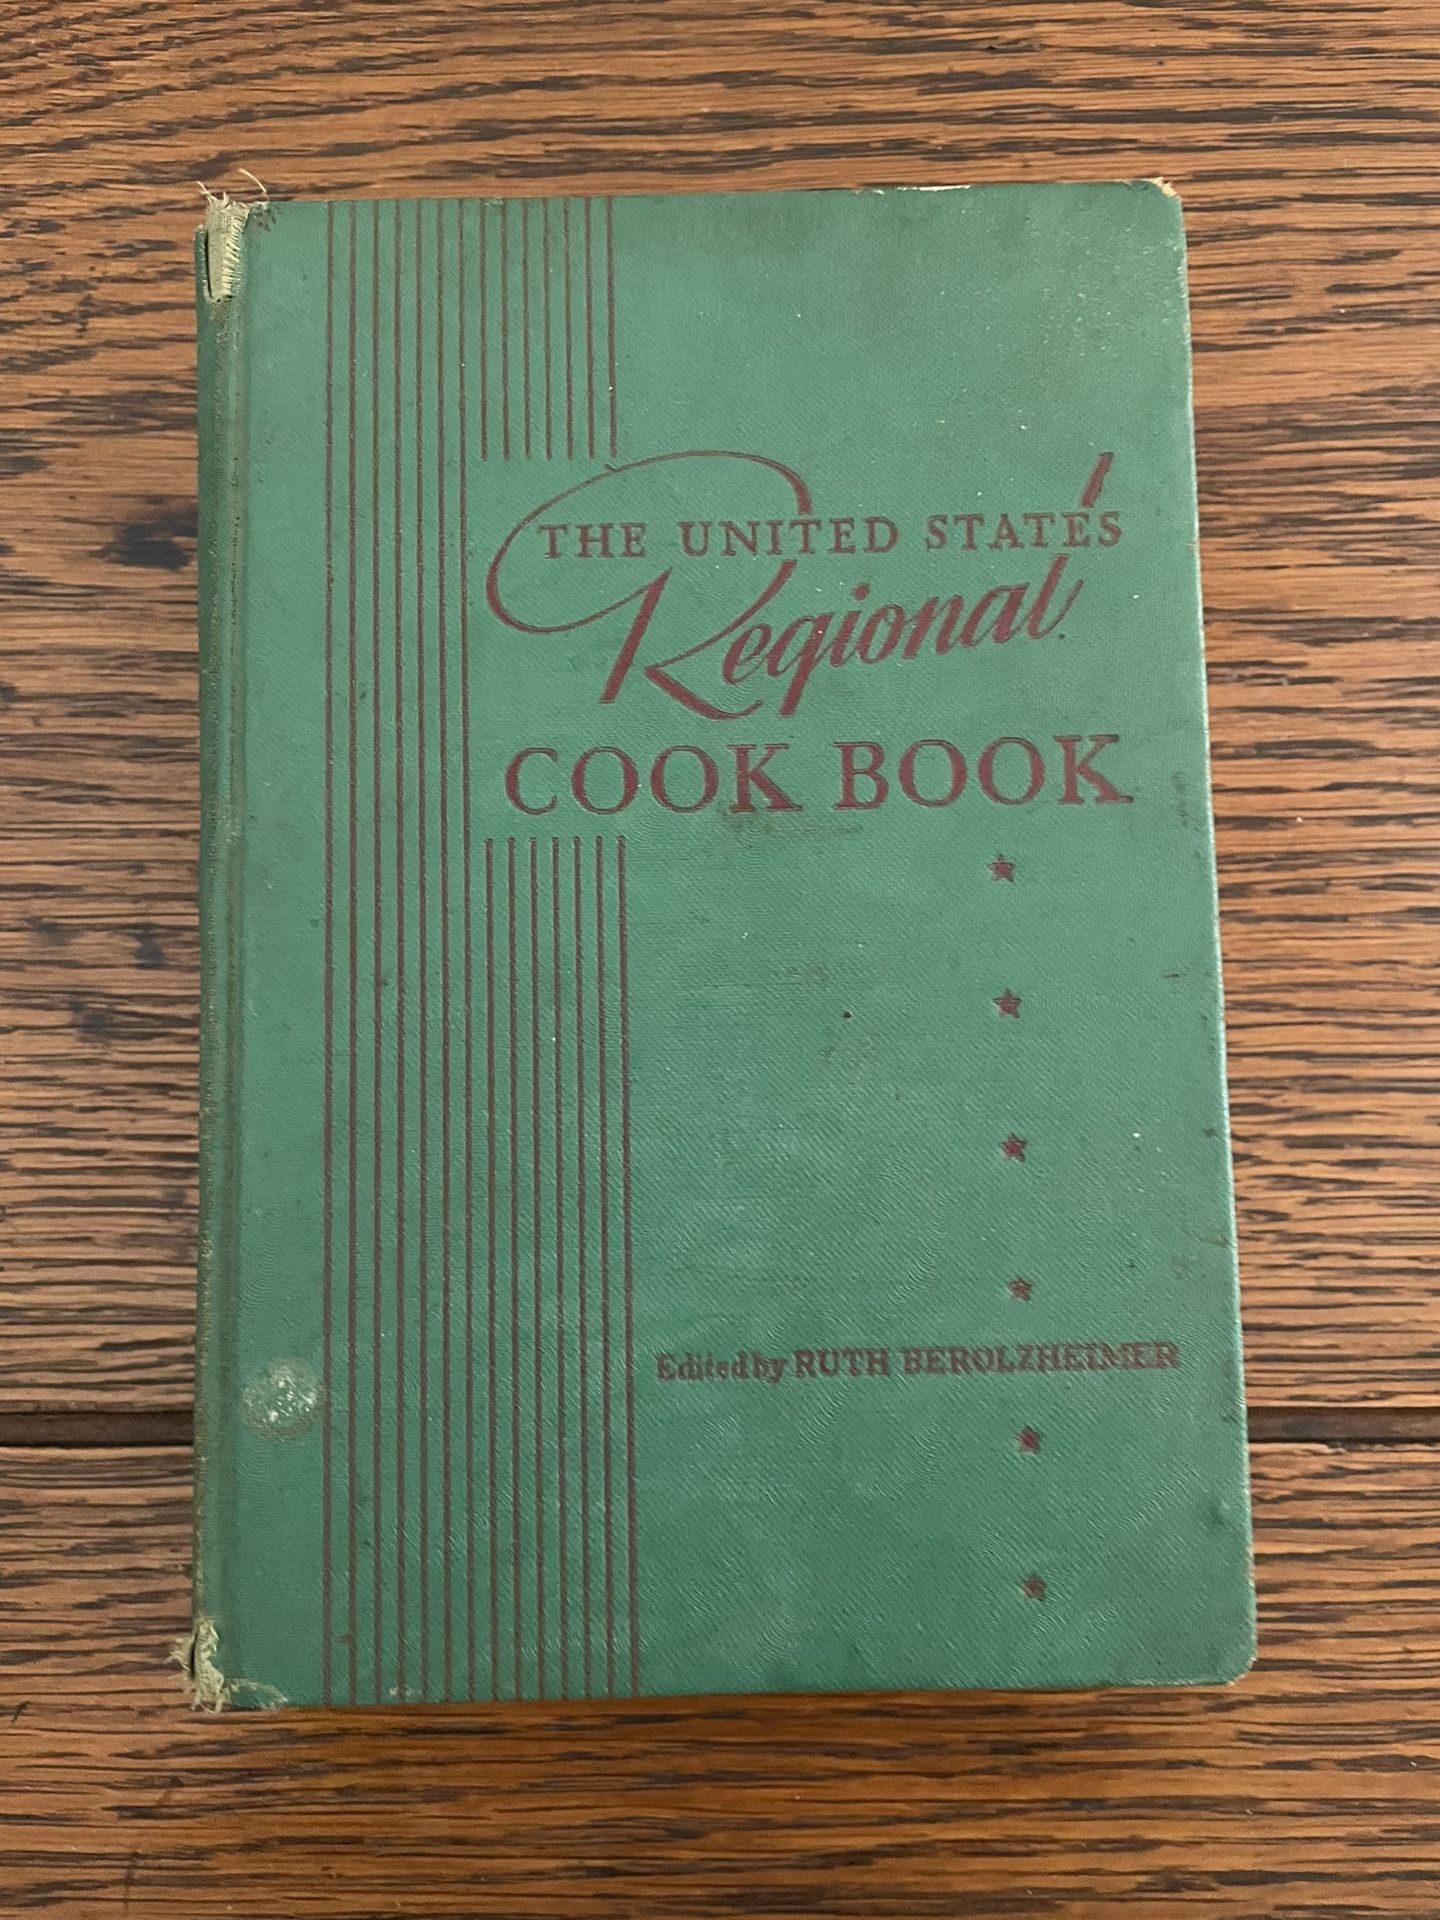 THE UNITED STATES
Regional
COOK BOOK
Edited by RUTH BEROLZHEIMER